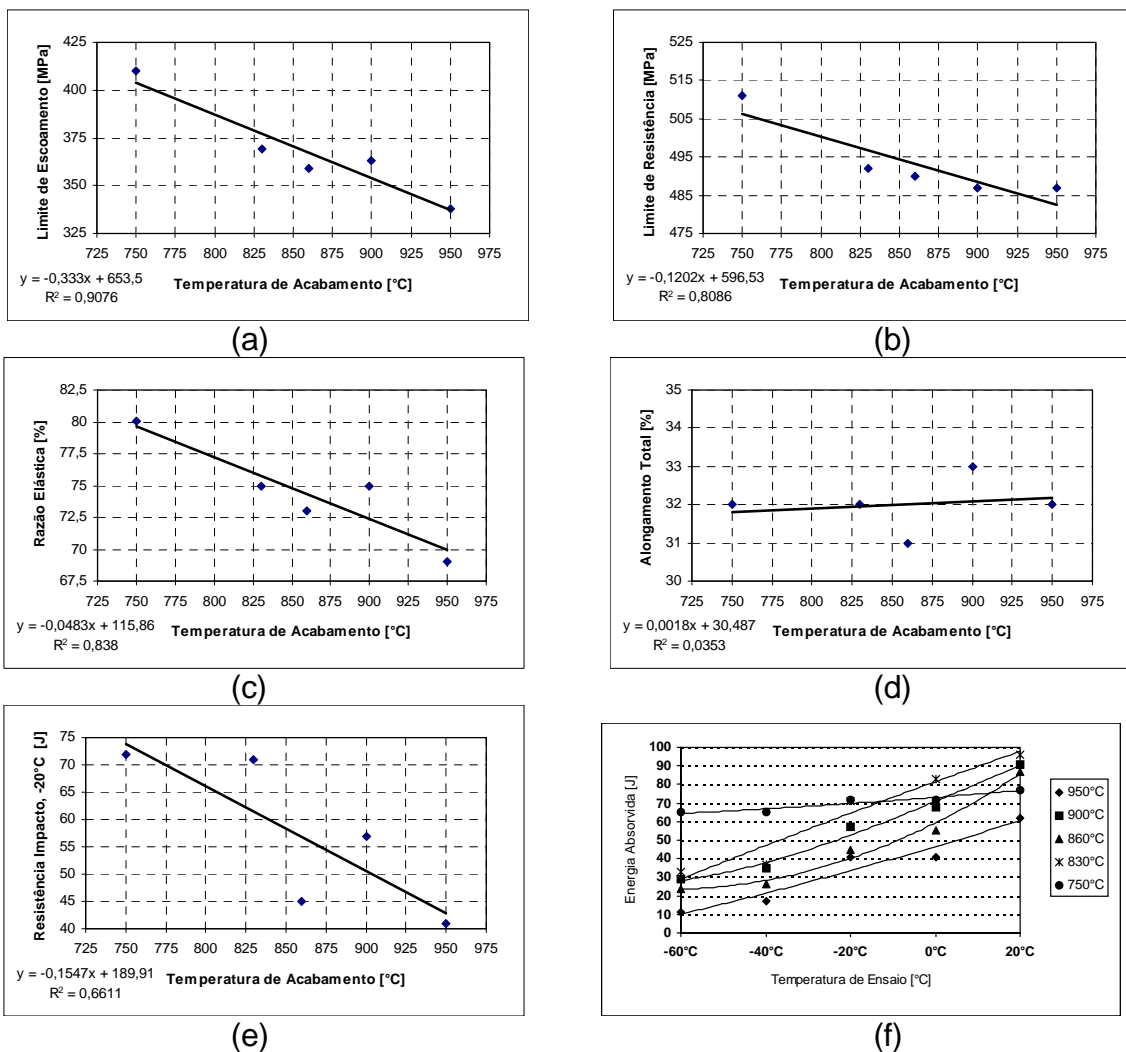 425
400
375
350
325
725 750 775 800 825 850 875 900 925 950 975
Limite de Escoamento [MPa]
Temperatura de Acabamento [°C]
y = -0,333x + 653,5
R² = 0,9076
(a)
525
515
505
495
485
475
725 750 775 800 825 850 875 900 925 950 975
Limite de Resistência [MPa]
Temperatura de Acabamento [°C]
y = -0,1202x + 596,53
R² = 0,8086
(b)
82,5
80
77,5
75
72,5
70
67,5
725 750 775 800 825 850 875 900 925 950 975
Razão Elástica [%]
Temperatura de Acabamento [°C]
y = -0,0483x + 115,86
R² = 0,838
(c)
35
34
33
32
31
30
725 750 775 800 825 850 875 900 925 950 975
Alongamento Total [%]
Temperatura de Acabamento [°C]
y = 0,0018x + 30,487
R² = 0,0353
(d)
75
70
65
60
55
50
45
40
725 750 775 800 825 850 875 900 925 950 975
Resistência Impacto, -20°C [J]
Temperatura de Acabamento [°C]
y = -0,1547x + 189,91
R² = 0,6611
(e)
100
90
80
70
60
50
40
30
20
10
0
-60°C -40°C -20°C 0°C 20°C
Energia Absorvida [J]
Temperatura de Ensaio [°C]
950°C
900°C
860°C
830°C
750°C
(f)